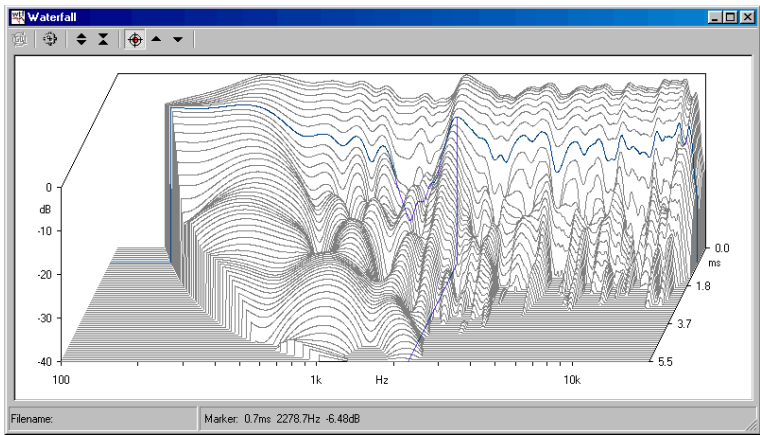 Waterfall
0
dB
-10
-20
-30
-40
100
1k
Hz
10k
0.0
ms
1.8
3.7
5.5
Filename:
Marker: 0.7ms 2278.7Hz -6.48dB